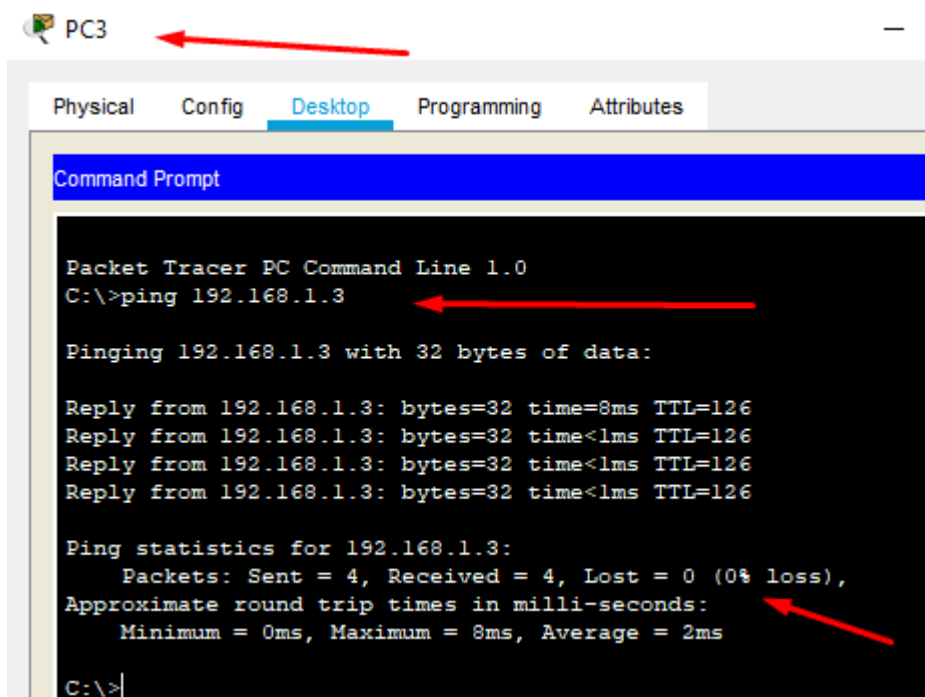 PC3
Physical Config Desktop Programming Attributes
Command Prompt
Packet Tracer PC Command Line 1.0
C:\>ping 192.168.1.3
Pinging 192.168.1.3 with 32 bytes of data:
Reply from 192.168.1.3: bytes=32 time=8ms TTL=126
Reply from 192.168.1.3: bytes=32 time<1ms TTL=126
Reply from 192.168.1.3: bytes=32 time<1ms TTL=126
Reply from 192.168.1.3: bytes=32 time<1ms TTL=126
Ping statistics for 192.168.1.3:
Packets: Sent = 4, Received = 4, Lost = 0 (0% loss),
Approximate round trip times in milli-seconds:
Minimum = 0ms, Maximum = 8ms, Average = 2ms
C:\>